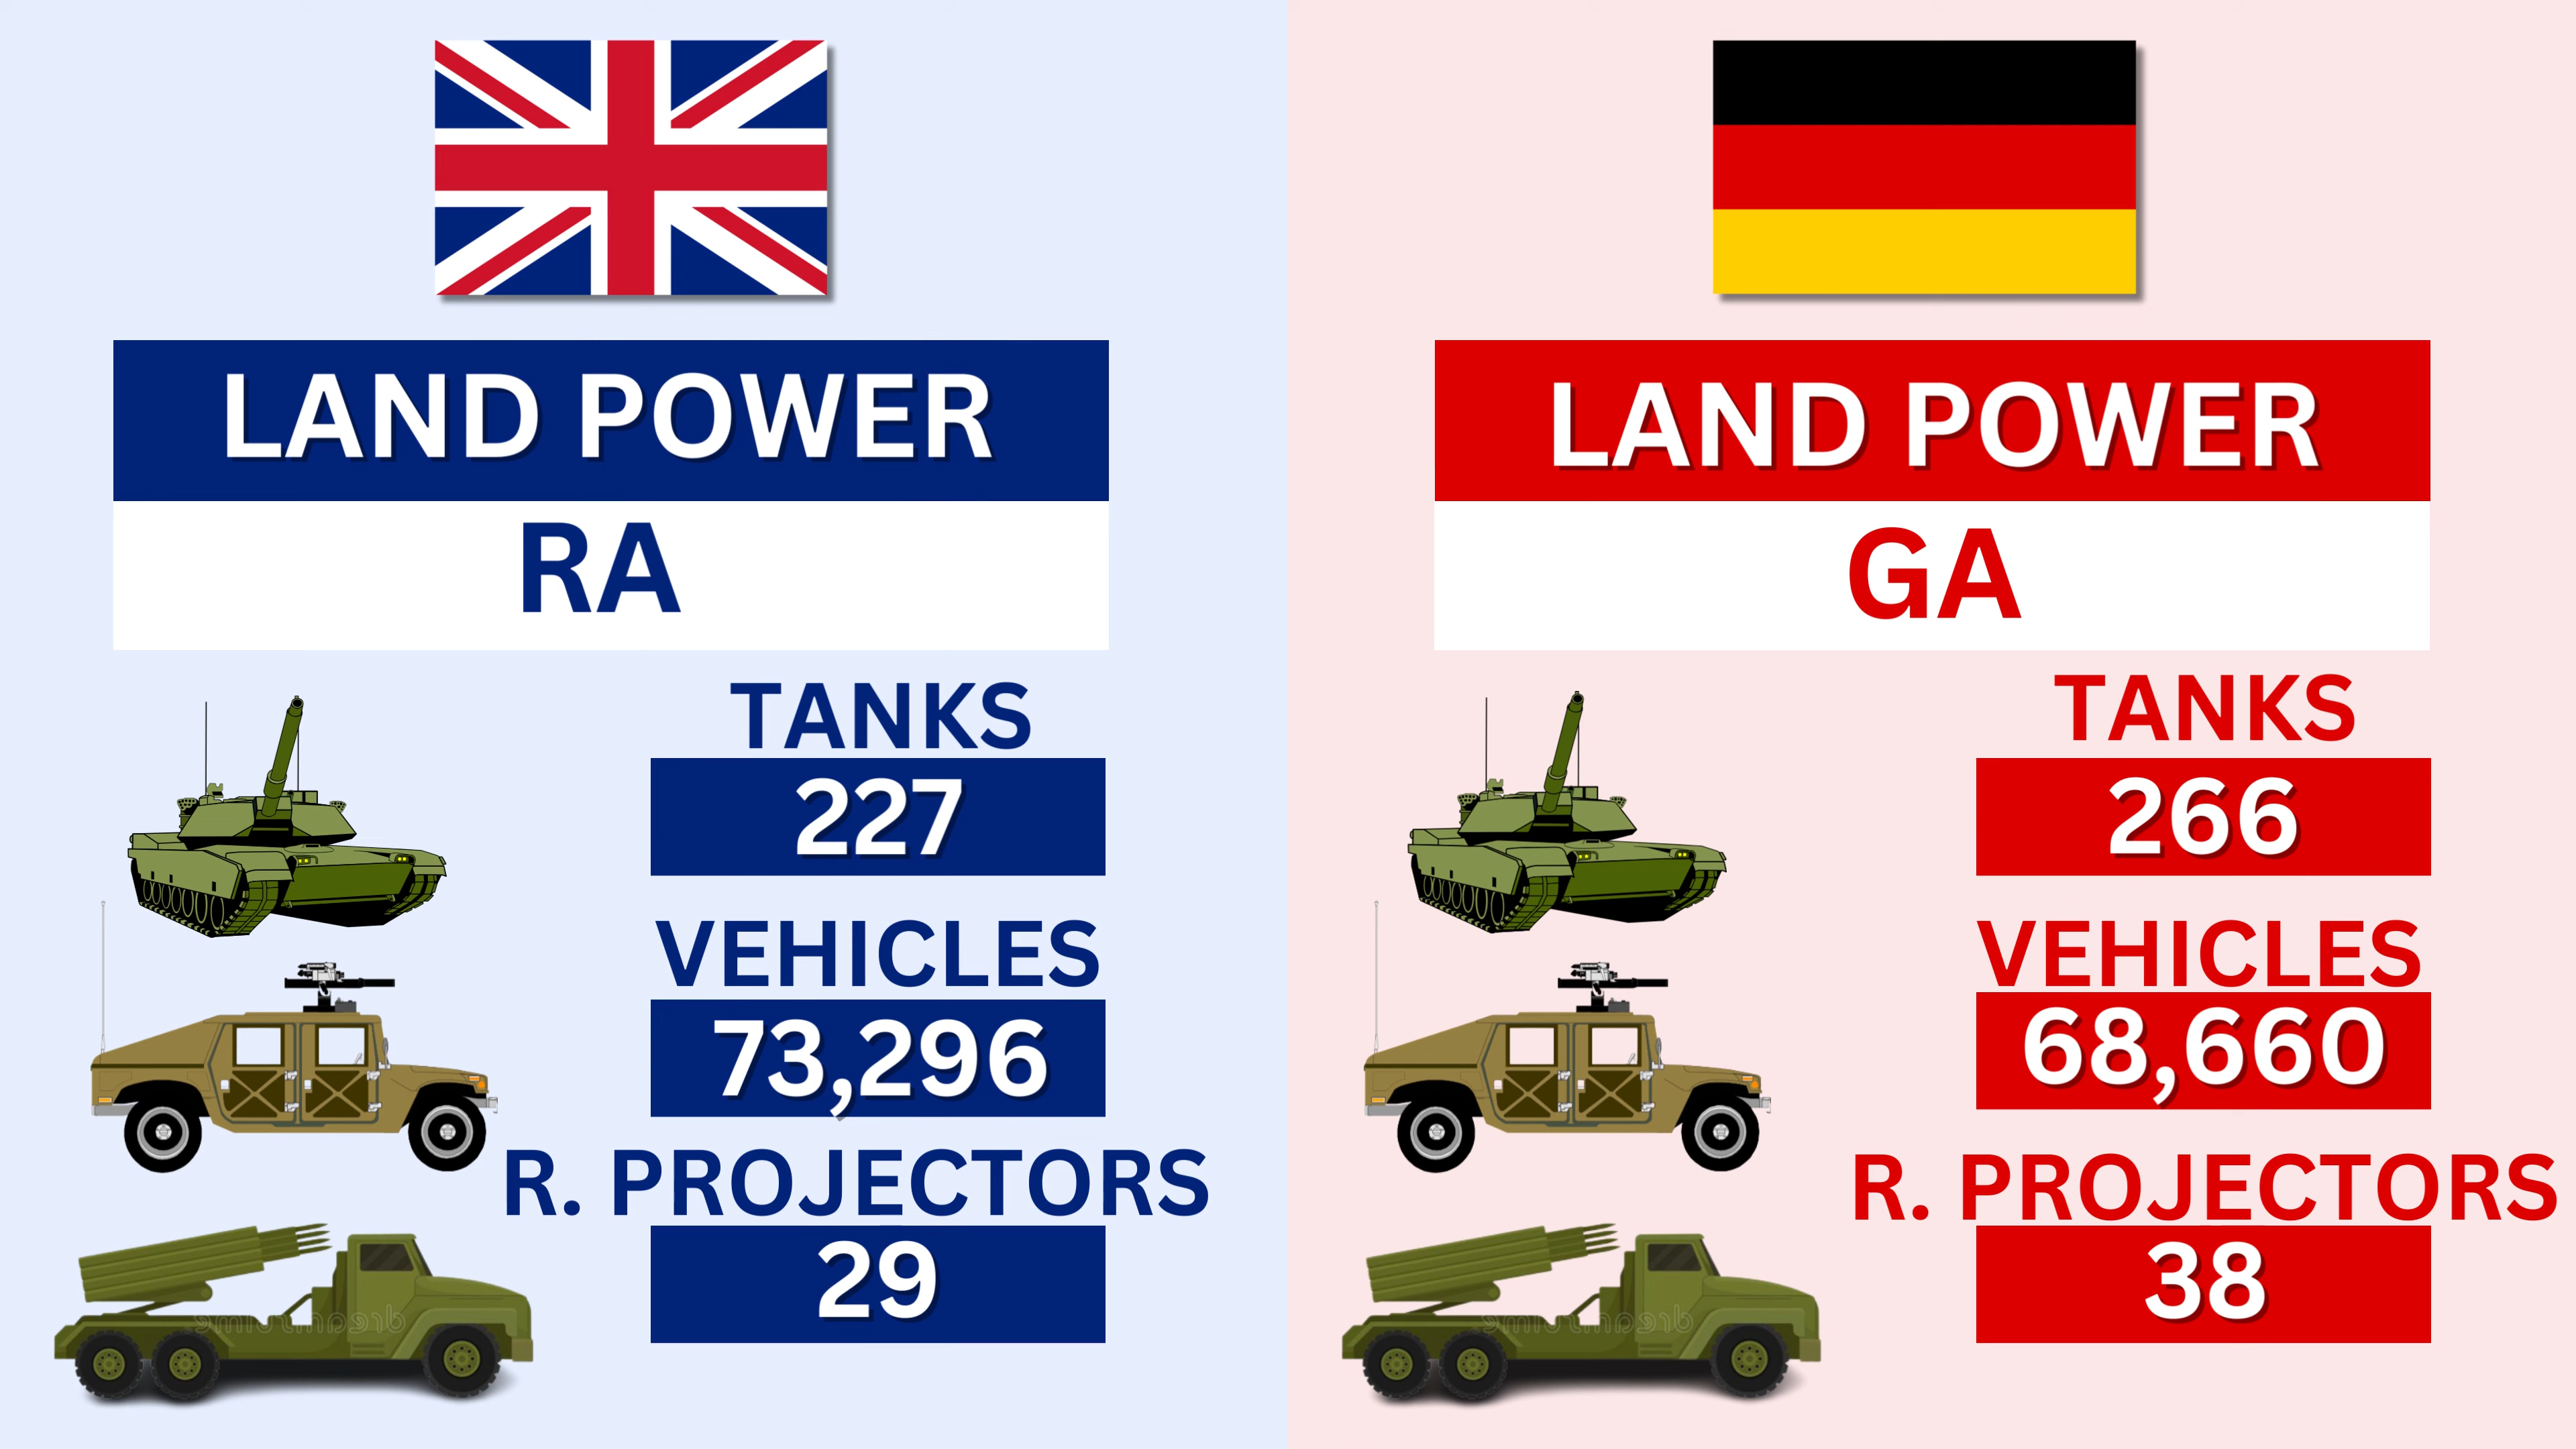 LAND POWER
RA
TANKS
227
VEHICLES
73,296
R. PROJECTORS
29
LAND POWER
GA
TANKS
266
VEHICLES
68,660
R. PROJECTORS
38